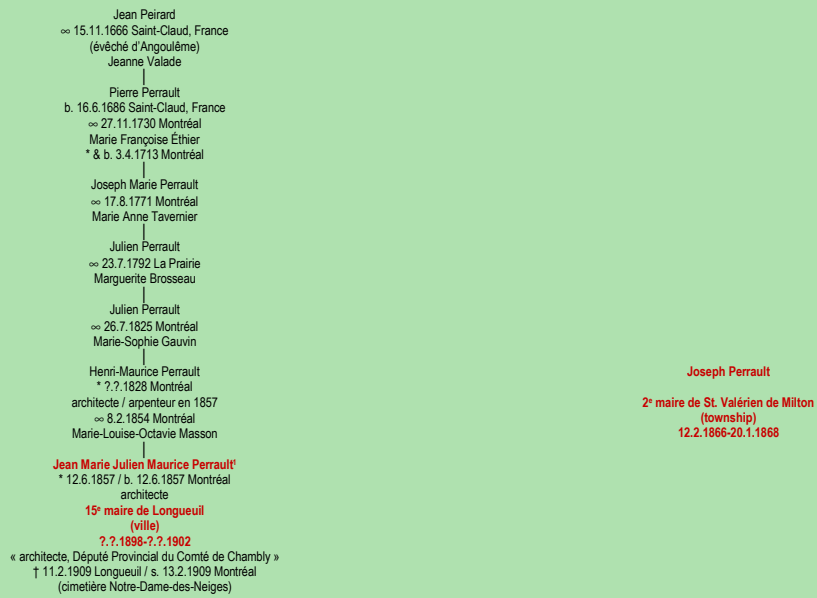 Jean Peirard
∞ 15.11.1666 Saint-Claud, France
(évêché d'Angoulême)
Jeanne Valade
Pierre Perrault
b. 16.6.1686 Saint-Claud, France
∞ 27.11.1730 Montréal
Marie Françoise Éthier
* & b. 3.4.1713 Montréal
Joseph Marie Perrault
∞ 17.8.1771 Montréal
Marie Anne Tavernier
Julien Perrault
∞ 23.7.1792 La Prairie
Marguerite Brosseau
Julien Perrault
∞ 26.7.1825 Montréal
Marie-Sophie Gauvin
Henri-Maurice Perrault
* ?.?.1828 Montréal
architecte / arpenteur en 1857
∞ 8.2.1854 Montréal
Marie-Louise-Octavie Masson
Jean Marie Julien Maurice Perrault¹
* 12.6.1857 / b. 12.6.1857 Montréal
architecte
15ᵉ maire de Longueuil
(ville)
?.?.1898-?.?.1902
« architecte, Député Provincial du Comté de Chambly »
† 11.2.1909 Longueuil / s. 13.2.1909 Montréal
(cimetière Notre-Dame-des-Neiges)
Joseph Perrault
2ᵉ maire de St. Valérien de Milton
(township)
12.2.1866-20.1.1868